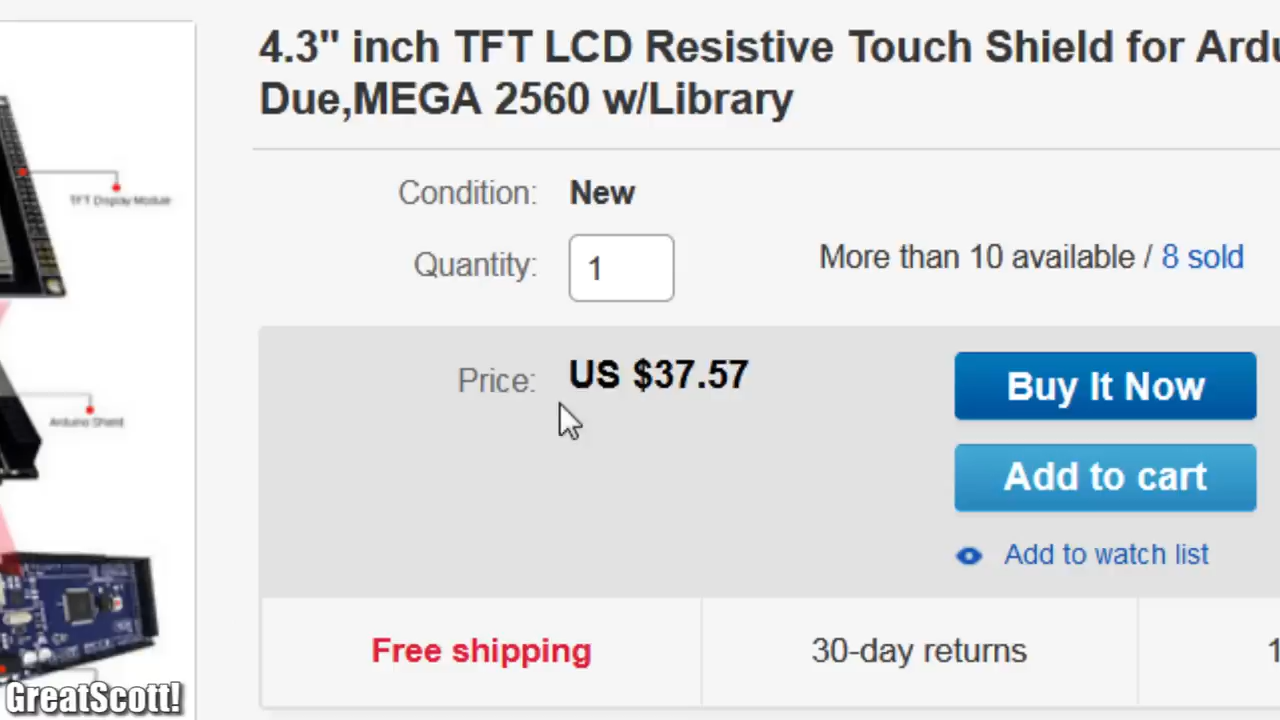 4.3" inch TFT LCD Resistive Touch Shield for Ardu
Due,MEGA 2560 w/Library
TFT Display Module
Condition: New
Quantity: 1
More than 10 available / 8 sold
Price: US $37.57
Buy It Now
Arduino Shield
Add to cart
Add to watch list
Free shipping
30-day returns
1
GreatScott!